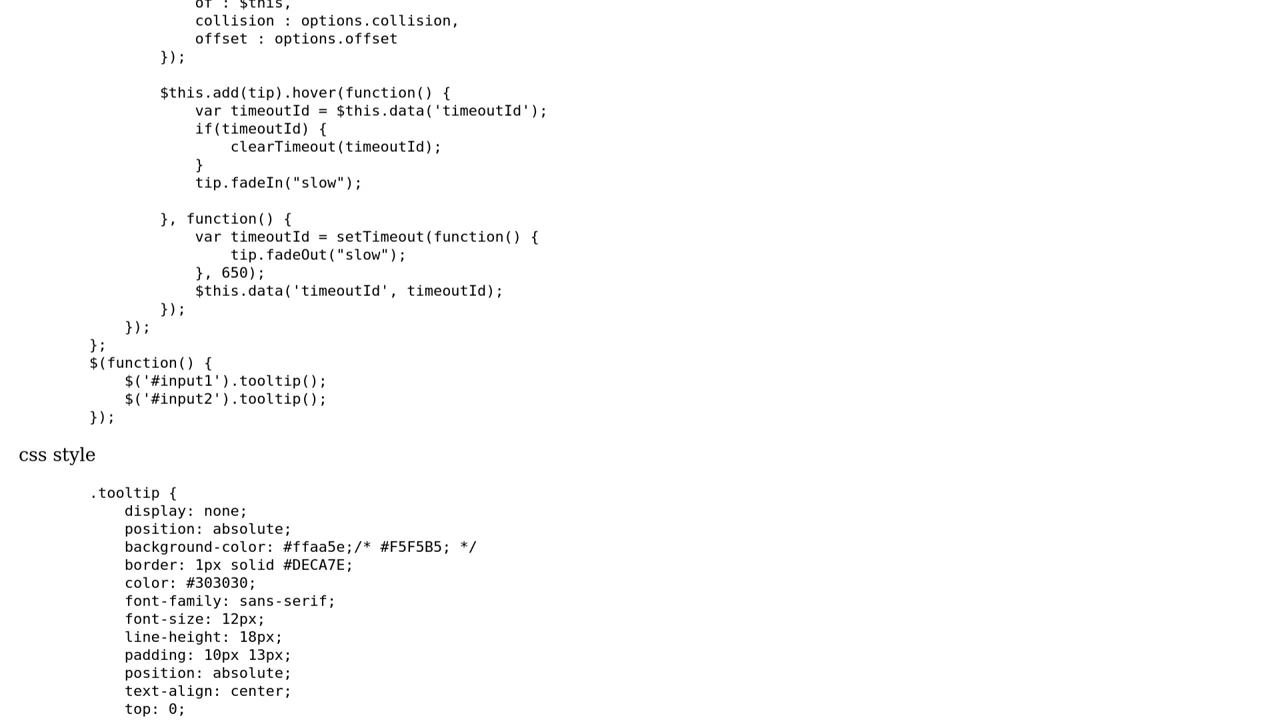 of : $this,
collision : options.collision,
offset : options.offset
});
$this.add(tip).hover(function() {
var timeoutId = $this.data('timeoutId');
if(timeoutId) {
clearTimeout(timeoutId);
}
tip.fadeIn("slow");
}, function() {
var timeoutId = setTimeout(function() {
tip.fadeOut("slow");
}, 650);
$this.data('timeoutId', timeoutId);
});
});
};
$(function() {
$('#input1').tooltip();
$('#input2').tooltip();
});
css style
.tooltip {
display: none;
position: absolute;
background-color: #ffaa5e;/* #F5F5B5; */
border: 1px solid #DECA7E;
color: #303030;
font-family: sans-serif;
font-size: 12px;
line-height: 18px;
padding: 10px 13px;
position: absolute;
text-align: center;
top: 0;